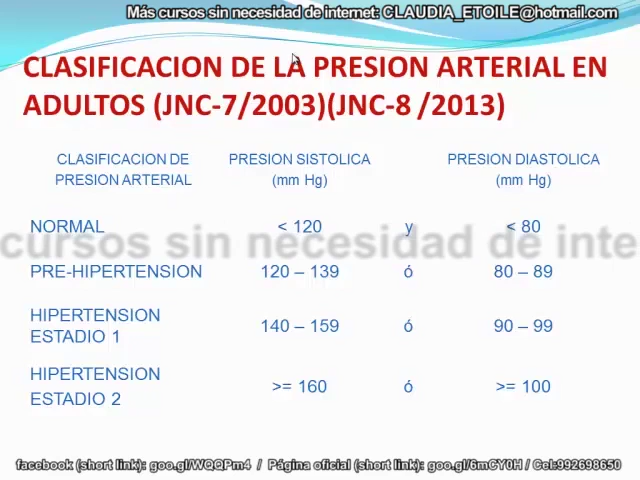 Más cursos sin necesidad de internet: CLAUDIA_ETOILE@hotmail.com
CLASIFICACION DE LA PRESION ARTERIAL EN
ADULTOS (JNC-7/2003)(JNC-8 /2013)
CLASIFICACION DE PRESION SISTOLICA PRESION DIASTOLICA
PRESION ARTERIAL (mm Hg) (mm Hg)
NORMAL < 120 y < 80
cursos sin necesidad de inte
PRE-HIPERTENSION 120 – 139 ó 80 – 89
HIPERTENSION
ESTADIO 1 140 – 159 ó 90 – 99
HIPERTENSION
ESTADIO 2 >= 160 ó >= 100
facebook (short link): goo.gl/WQQPm4 / Página oficial (short link): goo.gl/6mCY0H / Cel:992698650